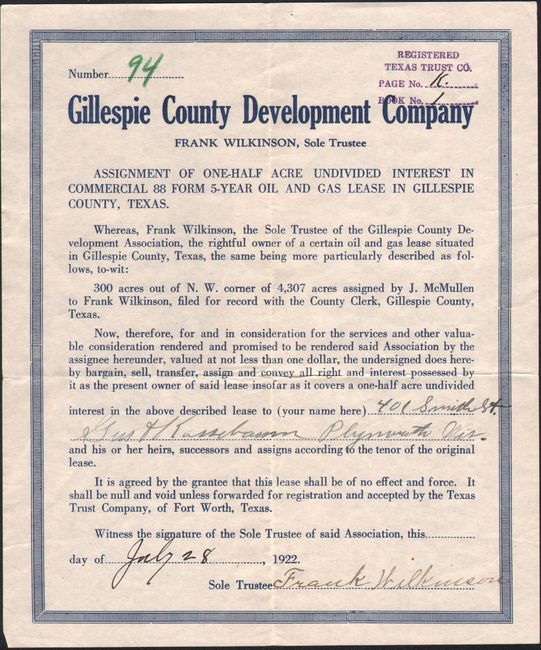 Number....94............
REGISTERED
TEXAS TRUST CO.
PAGE No. K
BOOK No. 1
Gillespie County Development Company
FRANK WILKINSON, Sole Trustee
ASSIGNMENT OF ONE-HALF ACRE UNDIVIDED INTEREST IN
COMMERCIAL 88 FORM 5-YEAR OIL AND GAS LEASE IN GILLESPIE
COUNTY, TEXAS.
Whereas, Frank Wilkinson, the Sole Trustee of the Gillespie County De-
velopment Association, the rightful owner of a certain oil and gas lease situated
in Gillespie County, Texas, the same being more particularly described as fol-
lows, to-wit:
300 acres out of N. W. corner of 4,307 acres assigned by J. McMullen
to Frank Wilkinson, filed for record with the County Clerk, Gillespie County,
Texas.
Now, therefore, for and in consideration for the services and other valua-
ble consideration rendered and promised to be rendered said Association by the
assignee hereunder, valued at not less than one dollar, the undersigned does here-
by bargain, sell, transfer, assign and convey all right and interest possessed by
it as the present owner of said lease insofar as it covers a one-half acre undivided
interest in the above described lease to (your name here) 401 Smith St.
Gust Kassebaum Plymouth Wis.
and his or her heirs, successors and assigns according to the tenor of the original
lease.
It is agreed by the grantee that this lease shall be of no effect and force. It
shall be null and void unless forwarded for registration and accepted by the Texas
Trust Company, of Fort Worth, Texas.
Witness the signature of the Sole Trustee of said Association, this............
day of July 28, 1922.
Sole Trustee Frank Wilkinson